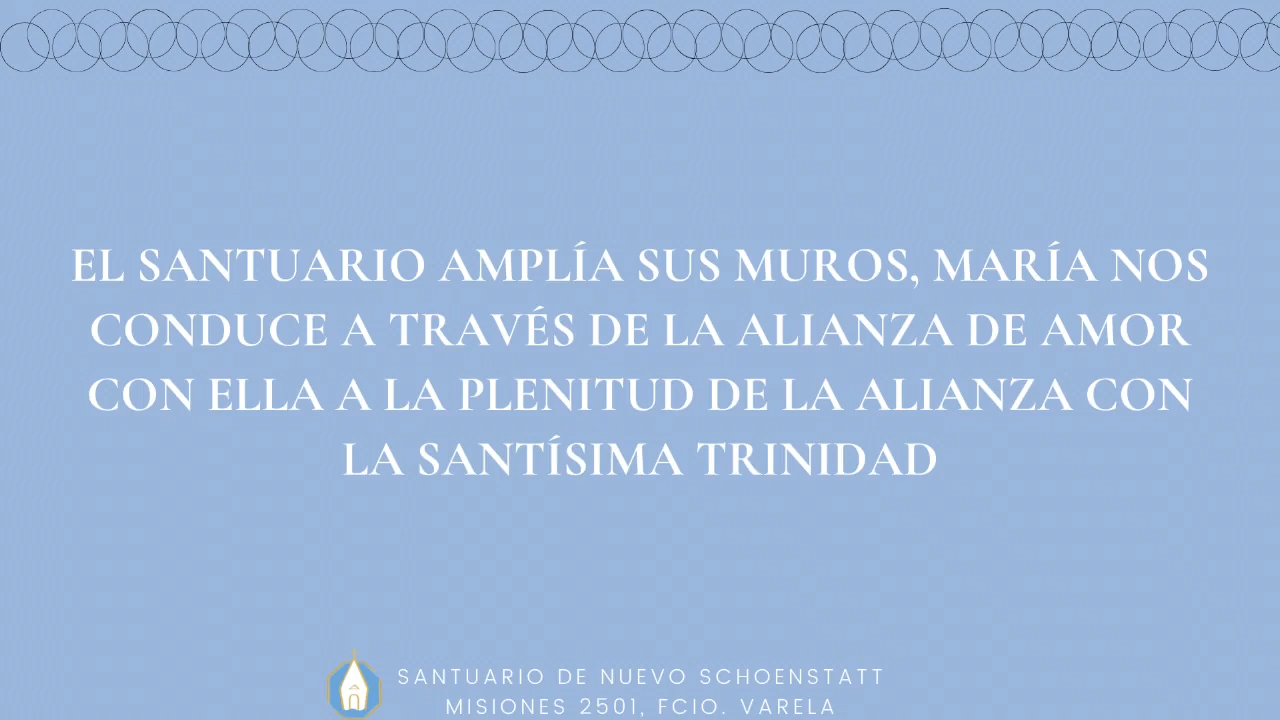 EL SANTUARIO AMPLÍA SUS MUROS, MARÍA NOS
CONDUCE A TRAVÉS DE LA ALIANZA DE AMOR
CON ELLA A LA PLENITUD DE LA ALIANZA CON
LA SANTÍSIMA TRINIDAD
SANTUARIO DE NUEVO SCHOENSTATT
MISIONES 2501, FCIO. VARELA